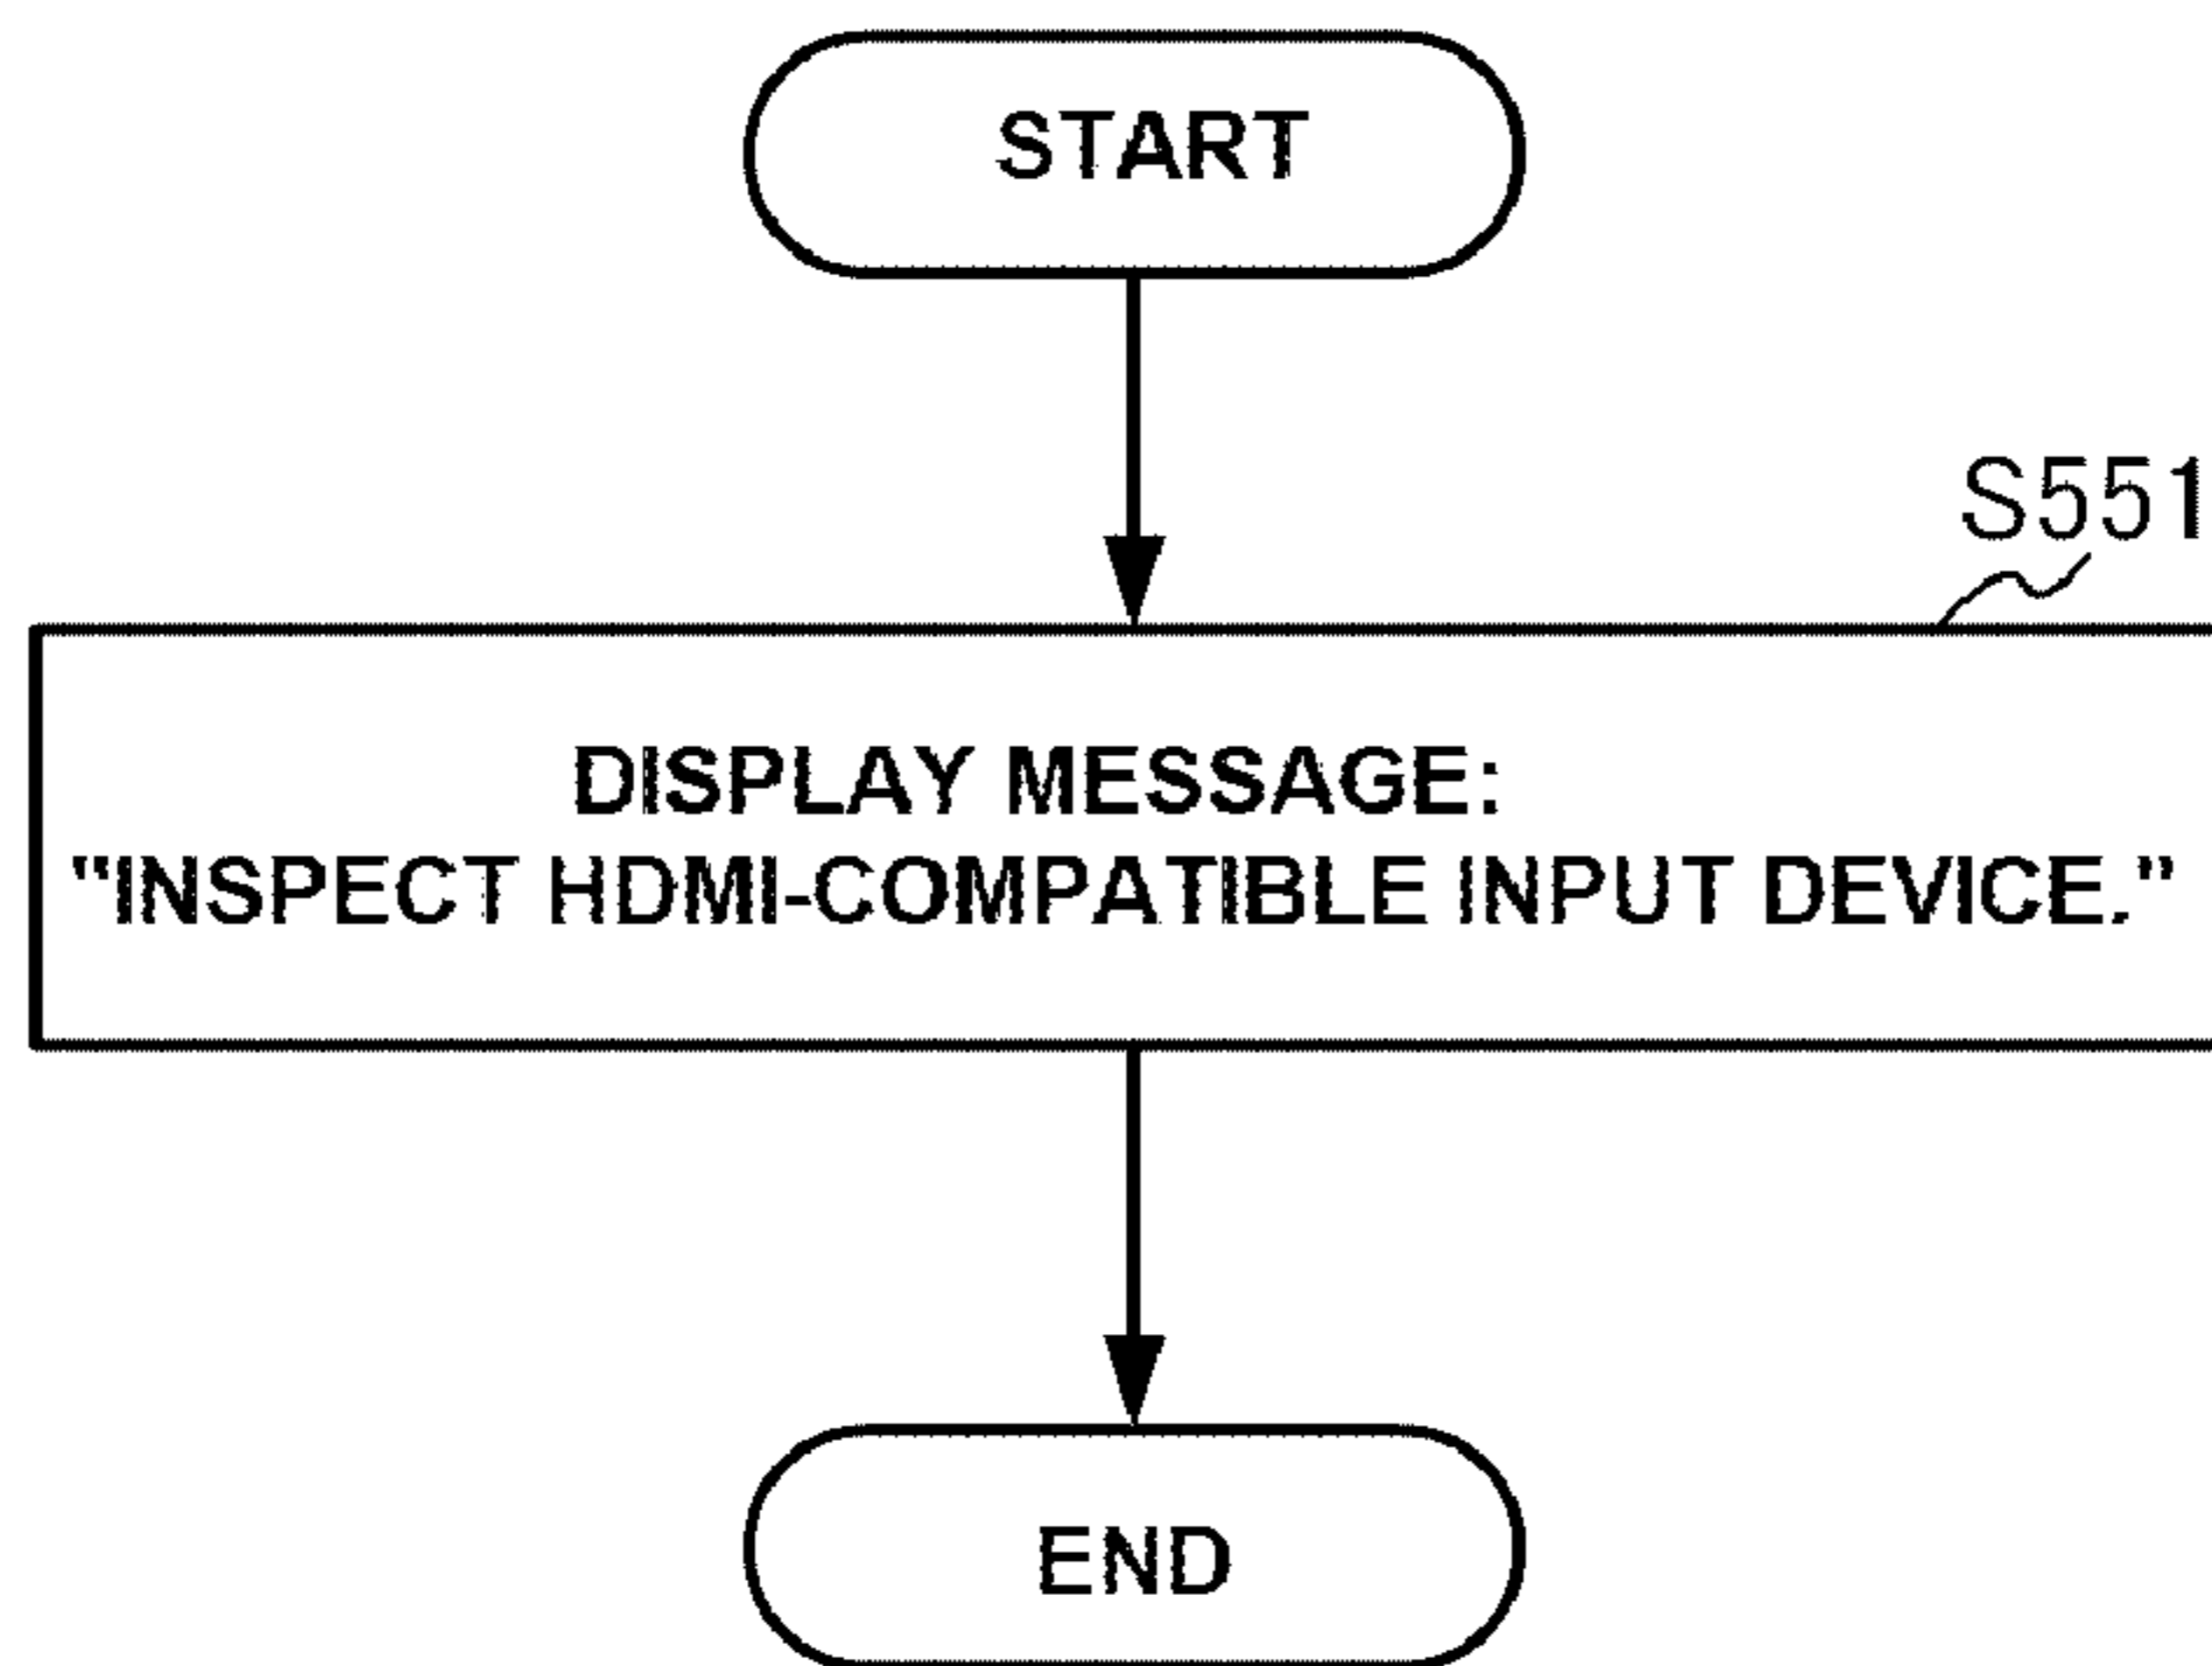 START
S551
DISPLAY MESSAGE:
"INSPECT HDMI-COMPATIBLE INPUT DEVICE."
END